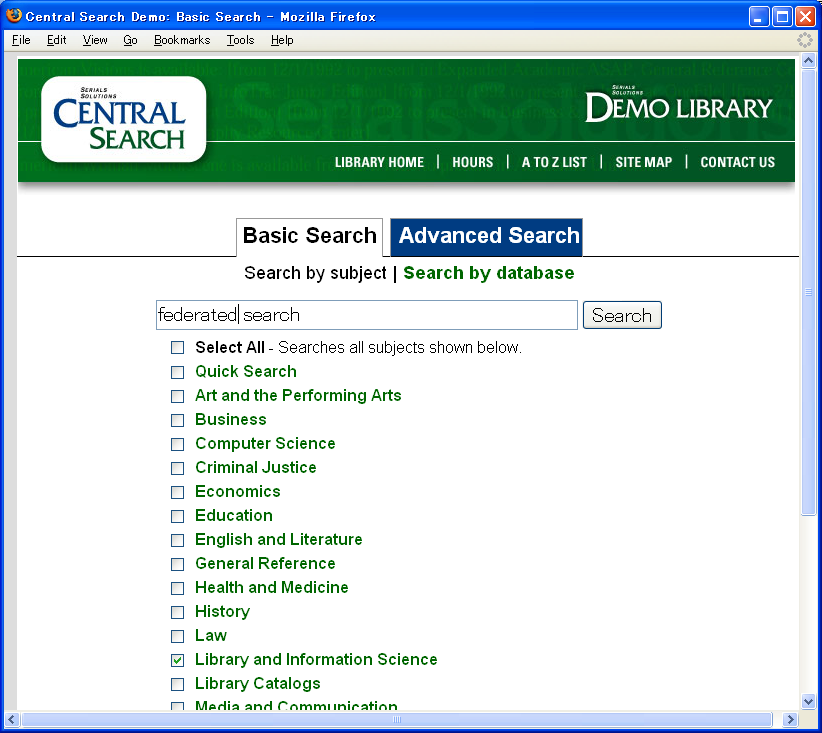 Central Search Demo: Basic Search - Mozilla Firefox
File Edit View Go Bookmarks Tools Help
SERIALS SOLUTIONS
CENTRAL SEARCH
SERIALS SOLUTIONS
DEMO LIBRARY
LIBRARY HOME | HOURS | A TO Z LIST | SITE MAP | CONTACT US
Basic Search Advanced Search
Search by subject | Search by database
federated search Search
Select All - Searches all subjects shown below.
Quick Search
Art and the Performing Arts
Business
Computer Science
Criminal Justice
Economics
Education
English and Literature
General Reference
Health and Medicine
History
Law
Library and Information Science
Library Catalogs
Media and Communication